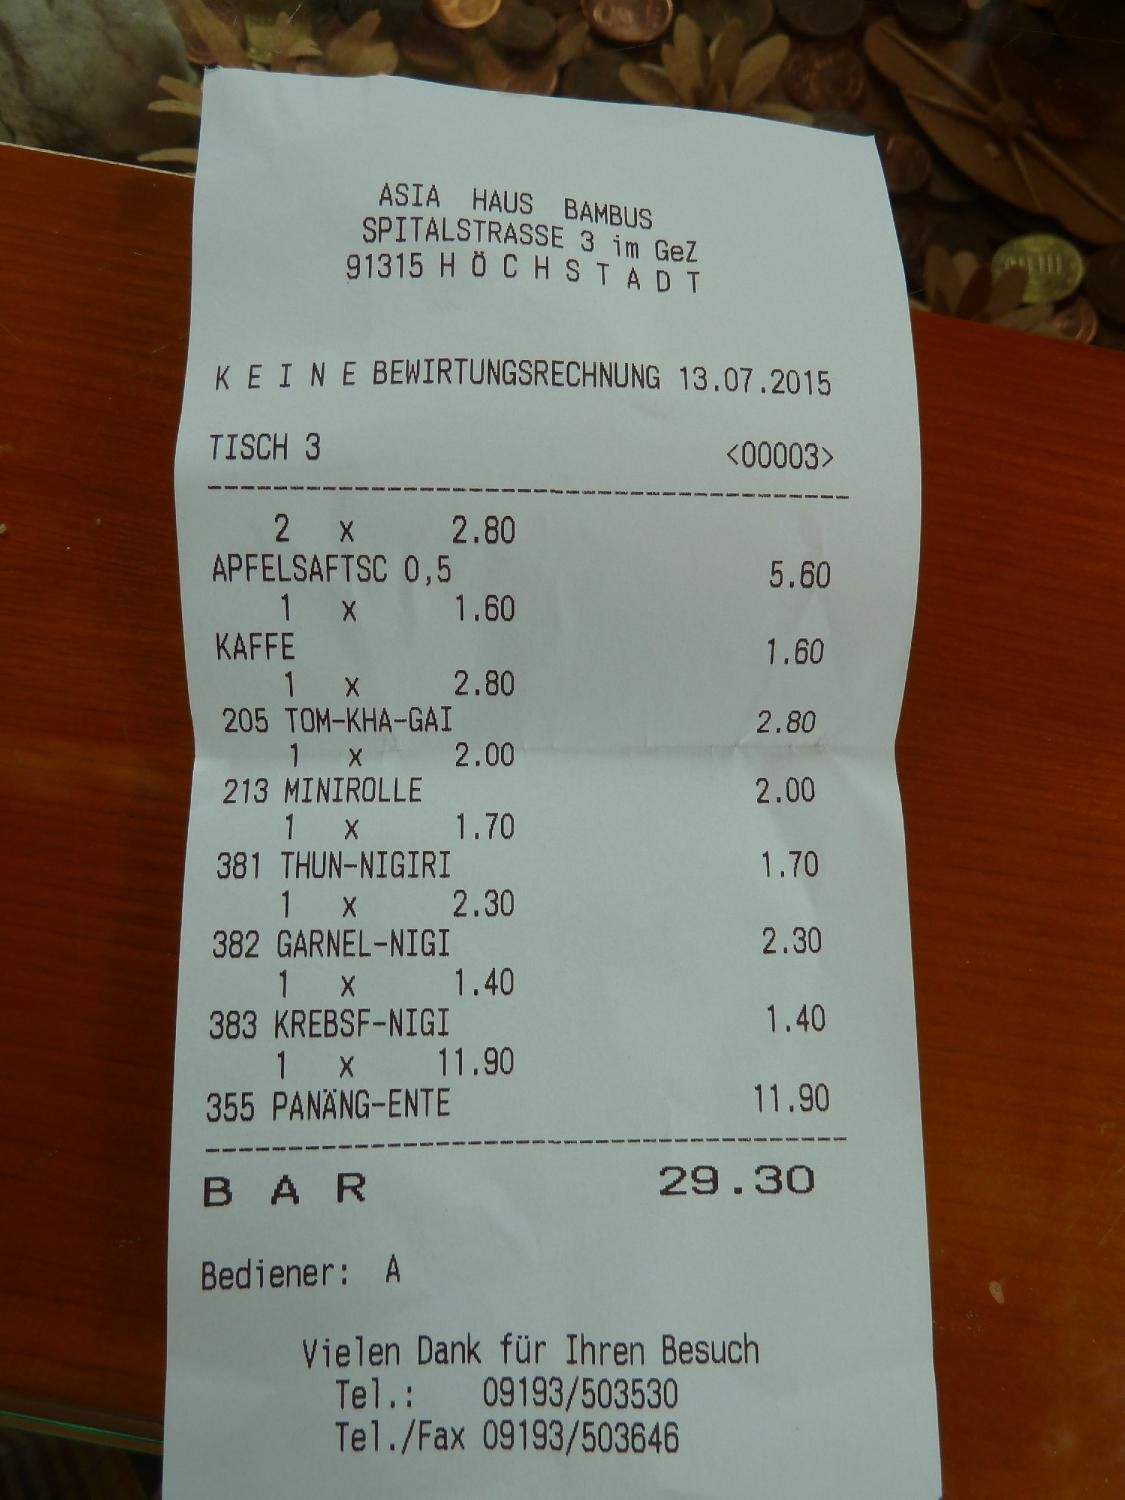 ASIA HAUS BAMBUS
SPITALSTRASSE 3 im GeZ
91315 H Ö C H S T A D T
K E I N E BEWIRTUNGSRECHNUNG 13.07.2015
TISCH 3 <00003>
2 x 2.80
APFELSAFTSC 0,5 5.60
1 x 1.60
KAFFE 1.60
1 x 2.80
205 TOM-KHA-GAI 2.80
1 x 2.00
213 MINIROLLE 2.00
1 x 1.70
381 THUN-NIGIRI 1.70
1 x 2.30
382 GARNEL-NIGI 2.30
1 x 1.40
383 KREBSF-NIGI 1.40
1 x 11.90
355 PANÄNG-ENTE 11.90
B A R 29.30
Bediener: A
Vielen Dank für Ihren Besuch
Tel.: 09193/503530
Tel./Fax 09193/503646